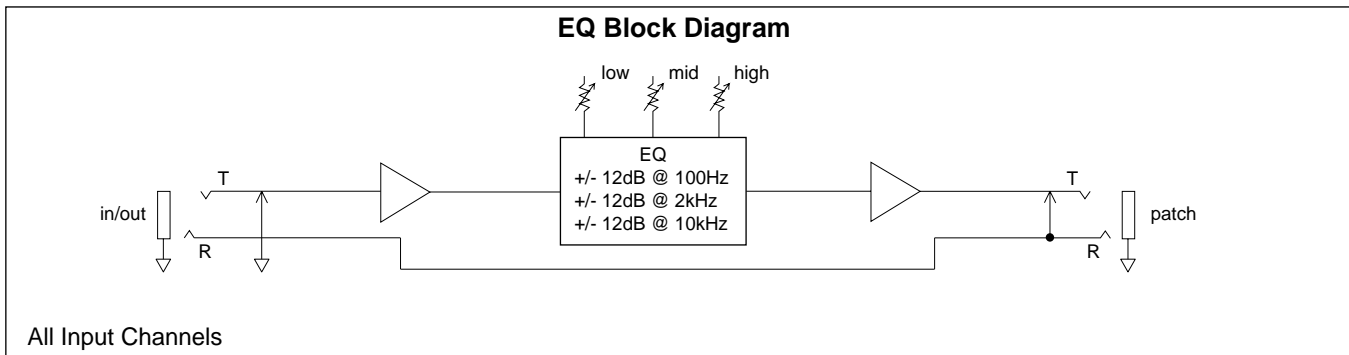 EQ Block Diagram
low mid high
T
in/out
R
EQ
+/- 12dB @ 100Hz
+/- 12dB @ 2kHz
+/- 12dB @ 10kHz
T
patch
R
All Input Channels